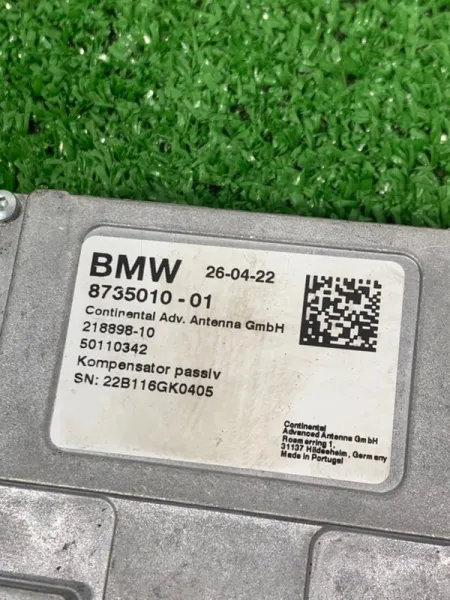 BMW 26-04-22
8735010-01
Continental Adv. Antenna GmbH
218898-10
50110342
Kompensator passiv
SN: 22B116GK0405
Continental
Advanced Antenna GmbH
Rosmerring 1,
31137 Hildesheim, Germany
Made in Portugal